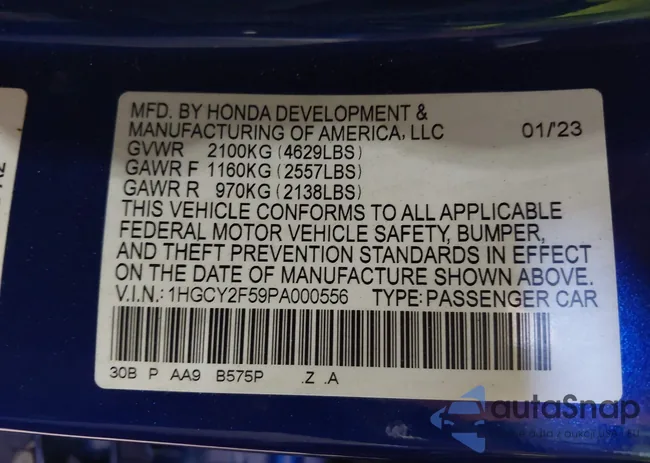 MFD. BY HONDA DEVELOPMENT &
MANUFACTURING OF AMERICA, LLC 01/'23
GVWR 2100KG (4629LBS)
GAWR F 1160KG (2557LBS)
GAWR R 970KG (2138LBS)
THIS VEHICLE CONFORMS TO ALL APPLICABLE
FEDERAL MOTOR VEHICLE SAFETY, BUMPER,
AND THEFT PREVENTION STANDARDS IN EFFECT
ON THE DATE OF MANUFACTURE SHOWN ABOVE.
V.I.N.: 1HGCY2F59PA000556 TYPE: PASSENGER CAR
30B P AA9 B575P .Z .A
autoSnap